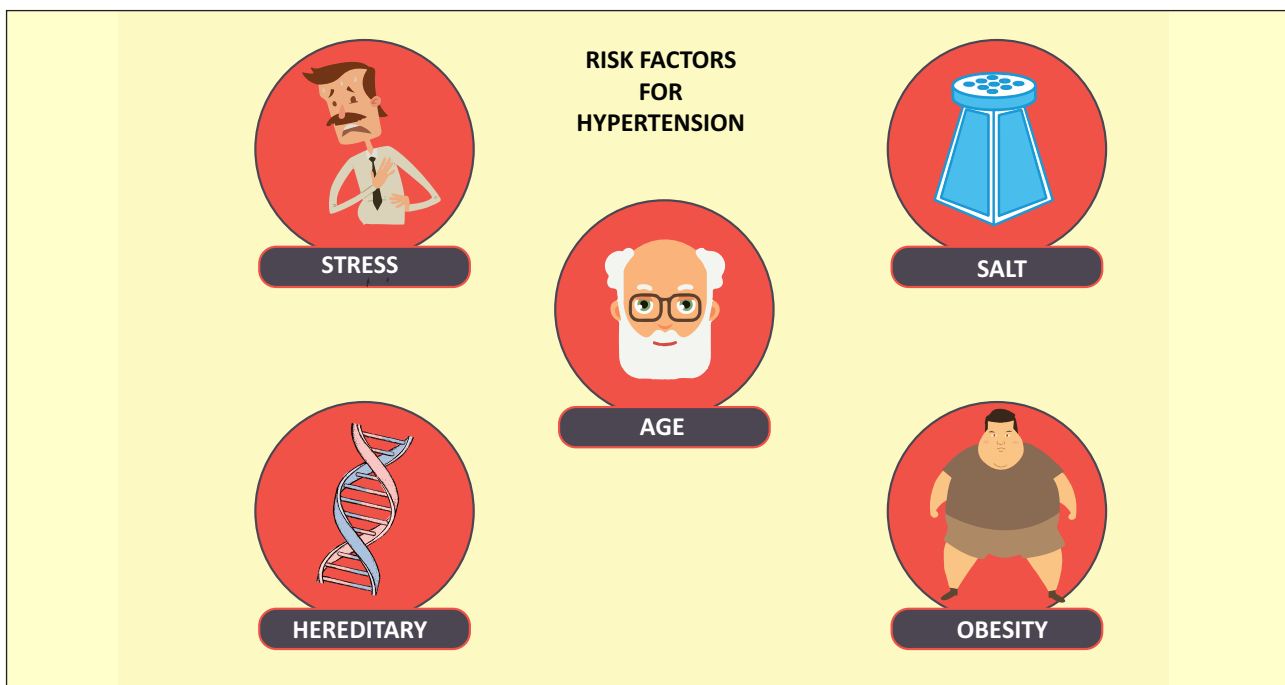 RISK FACTORS
FOR
HYPERTENSION
STRESS
SALT
AGE
HEREDITARY
OBESITY